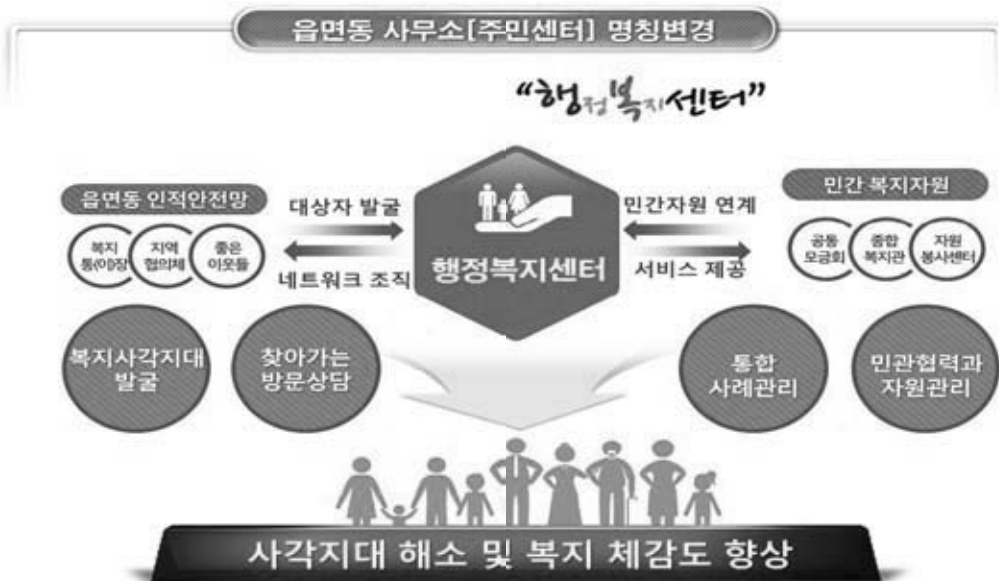 읍면동 사무소[주민센터] 명칭변경
“행정복지센터”
읍면동 인적안전망
복지
통(이)장
지역
협의체
좋은
이웃들
대상자 발굴
네트워크 조직
행정복지센터
민간자원 연계
서비스 제공
민간 복지자원
공동
모금회
종합
복지관
자원
봉사센터
복지사각지대
발굴
찾아가는
방문상담
통합
사례관리
민관협력과
자원관리
사각지대 해소 및 복지 체감도 향상